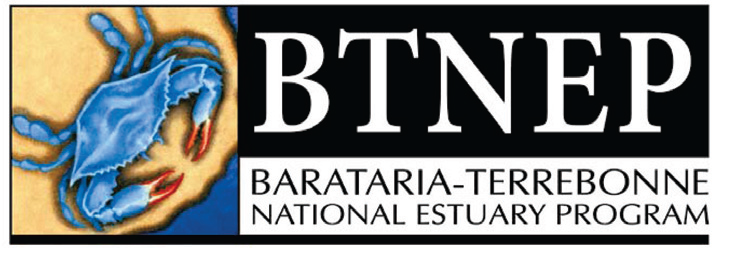 BTNEP
BARATARIA-TERREBONNE
NATIONAL ESTUARY PROGRAM